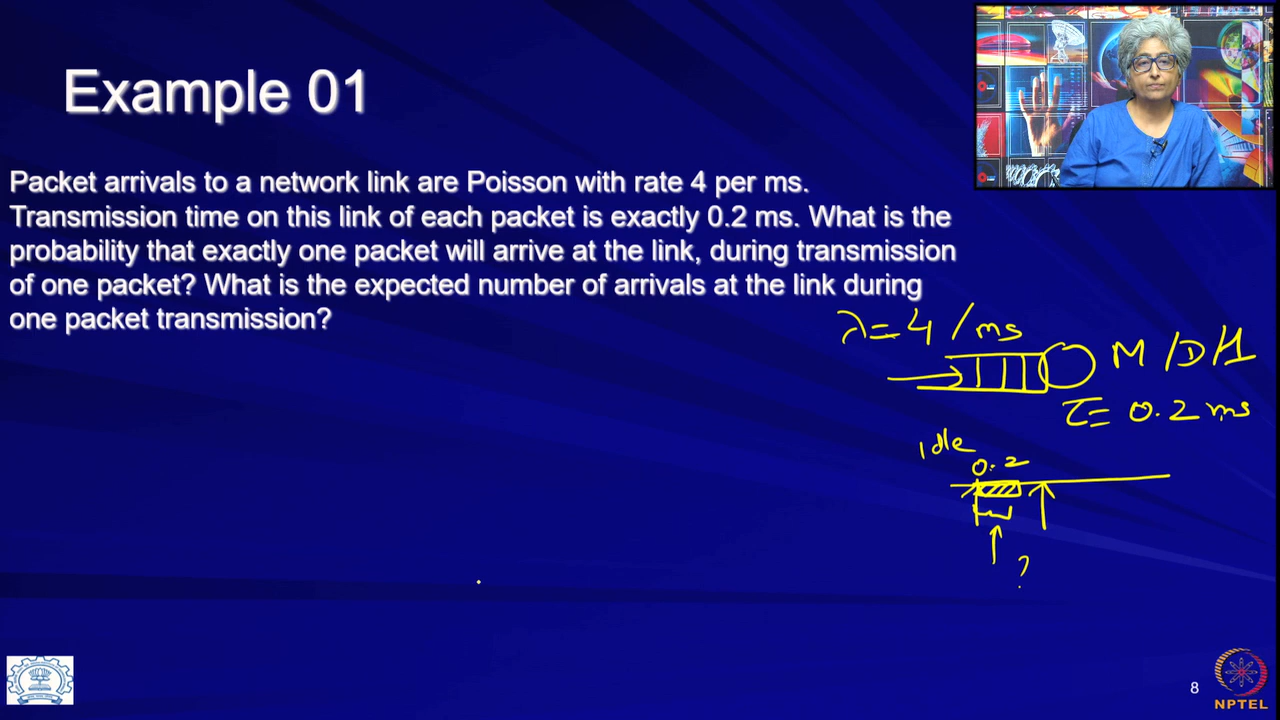 Example 01
Packet arrivals to a network link are Poisson with rate 4 per ms.
Transmission time on this link of each packet is exactly 0.2 ms. What is the
probability that exactly one packet will arrive at the link, during transmission
of one packet? What is the expected number of arrivals at the link during
one packet transmission?
λ = 4 / ms
M/D/1
τ = 0.2 ms
idle
0.2
?
8
NPTEL